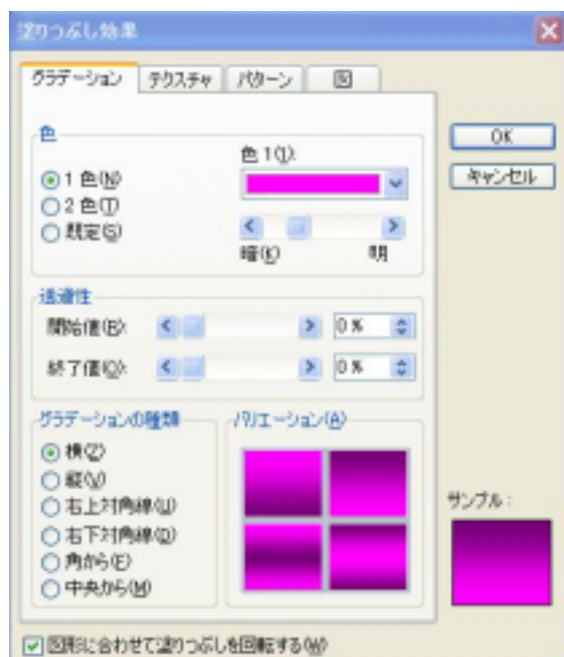 塗りつぶし効果
グラデーション テクスチャ パターン 図
色
1 色(N)
2 色(T)
既定(S)
色 1(1):
暗(K) 明
OK
キャンセル
透過性
開始値(R): 0 %
終了値(O): 0 %
グラデーションの種類
横(Z)
縦(V)
右上対角線(U)
右下対角線(D)
角から(F)
中央から(M)
バリエーション(A)
サンプル:
図形に合わせて塗りつぶしを回転する(W)